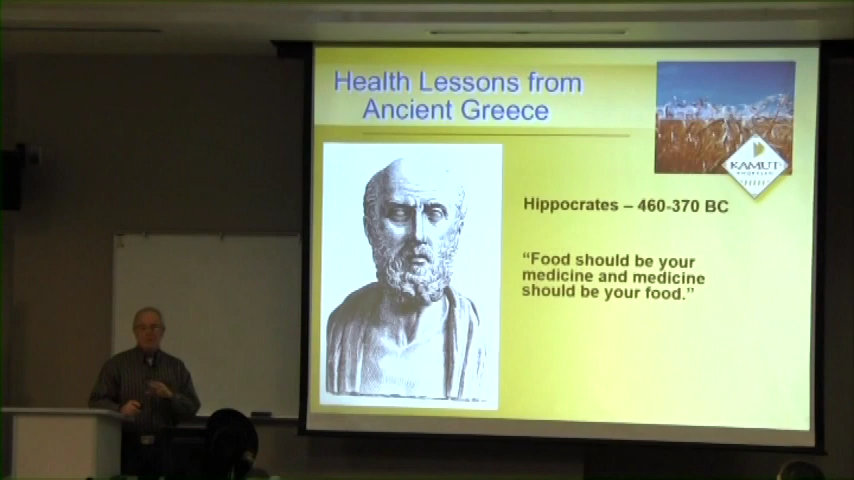 Health Lessons from
Ancient Greece
KAMUT
Hippocrates – 460-370 BC
“Food should be your
medicine and medicine
should be your food.”